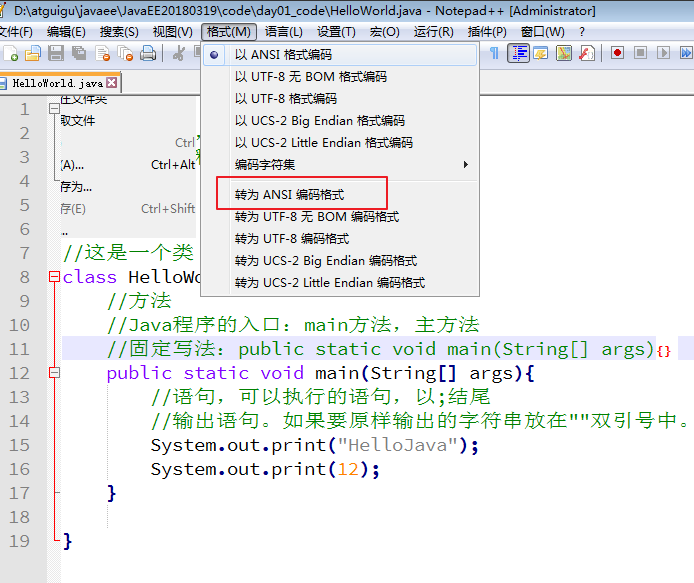 D:\atguigu\javaee\JavaEE20180319\code\day01_code\HelloWorld.java - Notepad++ [Administrator]
文件(F) 编辑(E) 搜索(S) 视图(V) 格式(M) 语言(L) 设置(T) 宏(O) 运行(R) 插件(P) 窗口(W) ?
HelloWorld.java
以 ANSI 格式编码
以 UTF-8 无 BOM 格式编码
以 UTF-8 格式编码
以 UCS-2 Big Endian 格式编码
以 UCS-2 Little Endian 格式编码
编码字符集
转为 ANSI 编码格式
转为 UTF-8 无 BOM 编码格式
转为 UTF-8 编码格式
转为 UCS-2 Big Endian 编码格式
转为 UCS-2 Little Endian 编码格式
1 在文件夹
取文件
2 Ctrl
3 (A)... Ctrl+Alt
4 存为...
5 存(E) Ctrl+Shift
6 ...
7 //这是一个类
8 class HelloWo
9 //方法
10 //Java程序的入口：main方法，主方法
11 //固定写法：public static void main(String[] args){}
12 public static void main(String[] args){
13 //语句，可以执行的语句，以;结尾
14 //输出语句。如果要原样输出的字符串放在""双引号中。
15 System.out.print("HelloJava");
16 System.out.print(12);
17 }
18
19 }